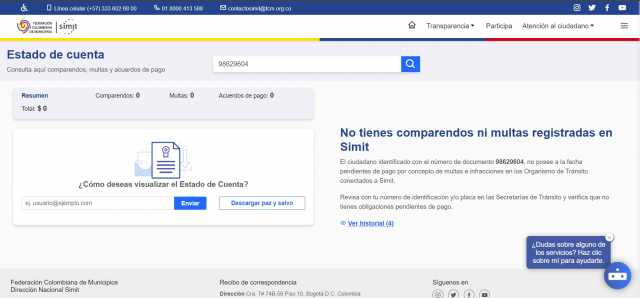 Línea celular (+57) 333 602 69 00
01 8000 413 588
contactosimit@fcm.org.co
FEDERACIÓN COLOMBIANA DE MUNICIPIOS
simit
Transparencia
Participa
Atención al ciudadano
Estado de cuenta
Consulta aquí comparendos, multas y acuerdos de pago
98629604
Resumen
Comparendos: 0
Multas: 0
Acuerdos de pago: 0
Total: $ 0
¿Cómo deseas visualizar el Estado de Cuenta?
ej. usuario@ejemplo.com
Enviar
Descargar paz y salvo
No tienes comparendos ni multas registradas en
Simit
El ciudadano identificado con el número de documento 98629604, no posee a la fecha
pendientes de pago por concepto de multas e infracciones en los Organismo de Tránsito
conectados a Simit.
Revisa con tu número de identificación y/o placa en las Secretarías de Tránsito y verifica que no
tienes obligaciones pendientes de pago.
Ver historial (4)
¿Dudas sobre alguno de
los servicios? Haz clic
sobre mí para ayudarte.
Federación Colombiana de Municipios
Dirección Nacional Simit
Recibo de correspondencia
Dirección Cra. 7# 74B-56 Piso 10, Bogotá D.C. Colombia
Síguenos en